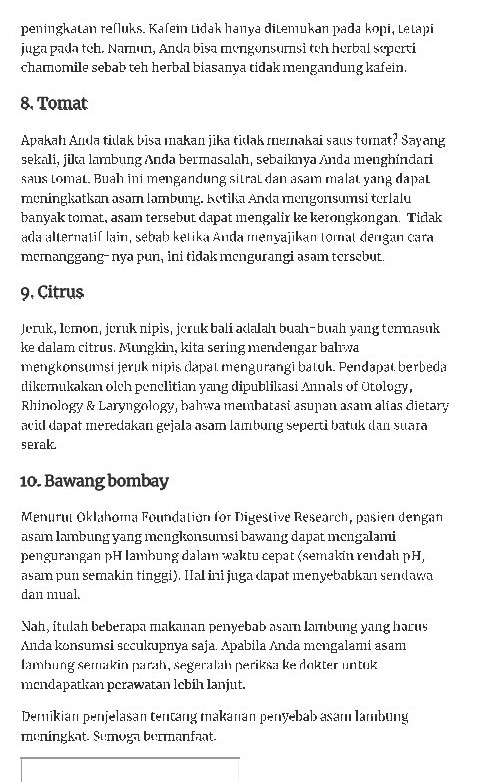 peningkatan refluks. Kafein tidak hanya ditemukan pada kopi, tetapi
juga pada teh. Namun, Anda bisa mengonsumsi teh herbal seperti
chamomile sebab teh herbal biasanya tidak mengandung kafein.
8. Tomat
Apakah Anda tidak bisa makan jika tidak memakai saus tomat? Sayang
sekali, jika lambung Anda bermasalah, sebaiknya Anda menghindari
saus tomat. Buah ini mengandung sitrat dan asam malat yang dapat
meningkatkan asam lambung. Ketika Anda mengonsumsi terlalu
banyak tomat, asam tersebut dapat mengalir ke kerongkongan. Tidak
ada alternatif lain, sebab ketika Anda menyajikan tomat dengan cara
memanggang-nya pun, ini tidak mengurangi asam tersebut.
9. Citrus
Jeruk, lemon, jeruk nipis, jeruk bali adalah buah-buah yang termasuk
ke dalam citrus. Mungkin, kita sering mendengar bahwa
mengkonsumsi jeruk nipis dapat mengurangi batuk. Pendapat berbeda
dikemukakan oleh penelitian yang dipublikasi Annals of Otology,
Rhinology & Laryngology, bahwa membatasi asupan asam alias dietary
acid dapat meredakan gejala asam lambung seperti batuk dan suara
serak.
10. Bawang bombay
Menurut Oklahoma Foundation for Digestive Research, pasien dengan
asam lambung yang mengkonsumsi bawang dapat mengalami
pengurangan pH lambung dalam waktu cepat (semakin rendah pH,
asam pun semakin tinggi). Hal ini juga dapat menyebabkan sendawa
dan mual.
Nah, itulah beberapa makanan penyebab asam lambung yang harus
Anda konsumsi secukupnya saja. Apabila Anda mengalami asam
lambung semakin parah, segeralah periksa ke dokter untuk
mendapatkan perawatan lebih lanjut.
Demikian penjelasan tentang makanan penyebab asam lambung
meningkat. Semoga bermanfaat.